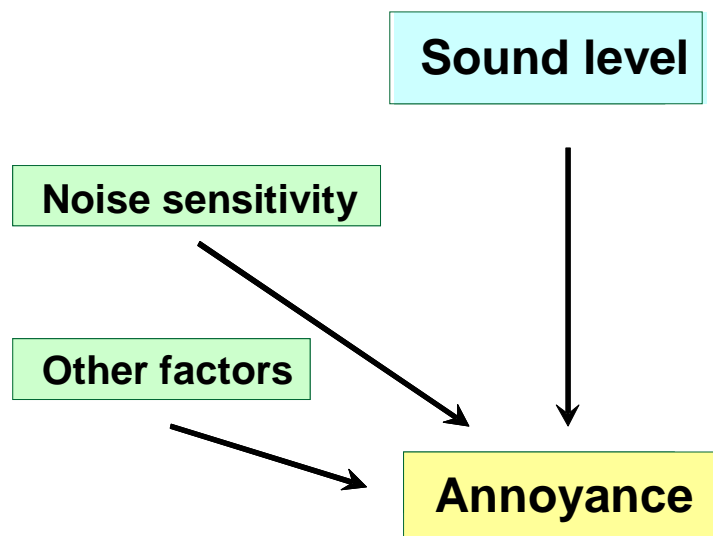 Sound level
Noise sensitivity
Other factors
Annoyance